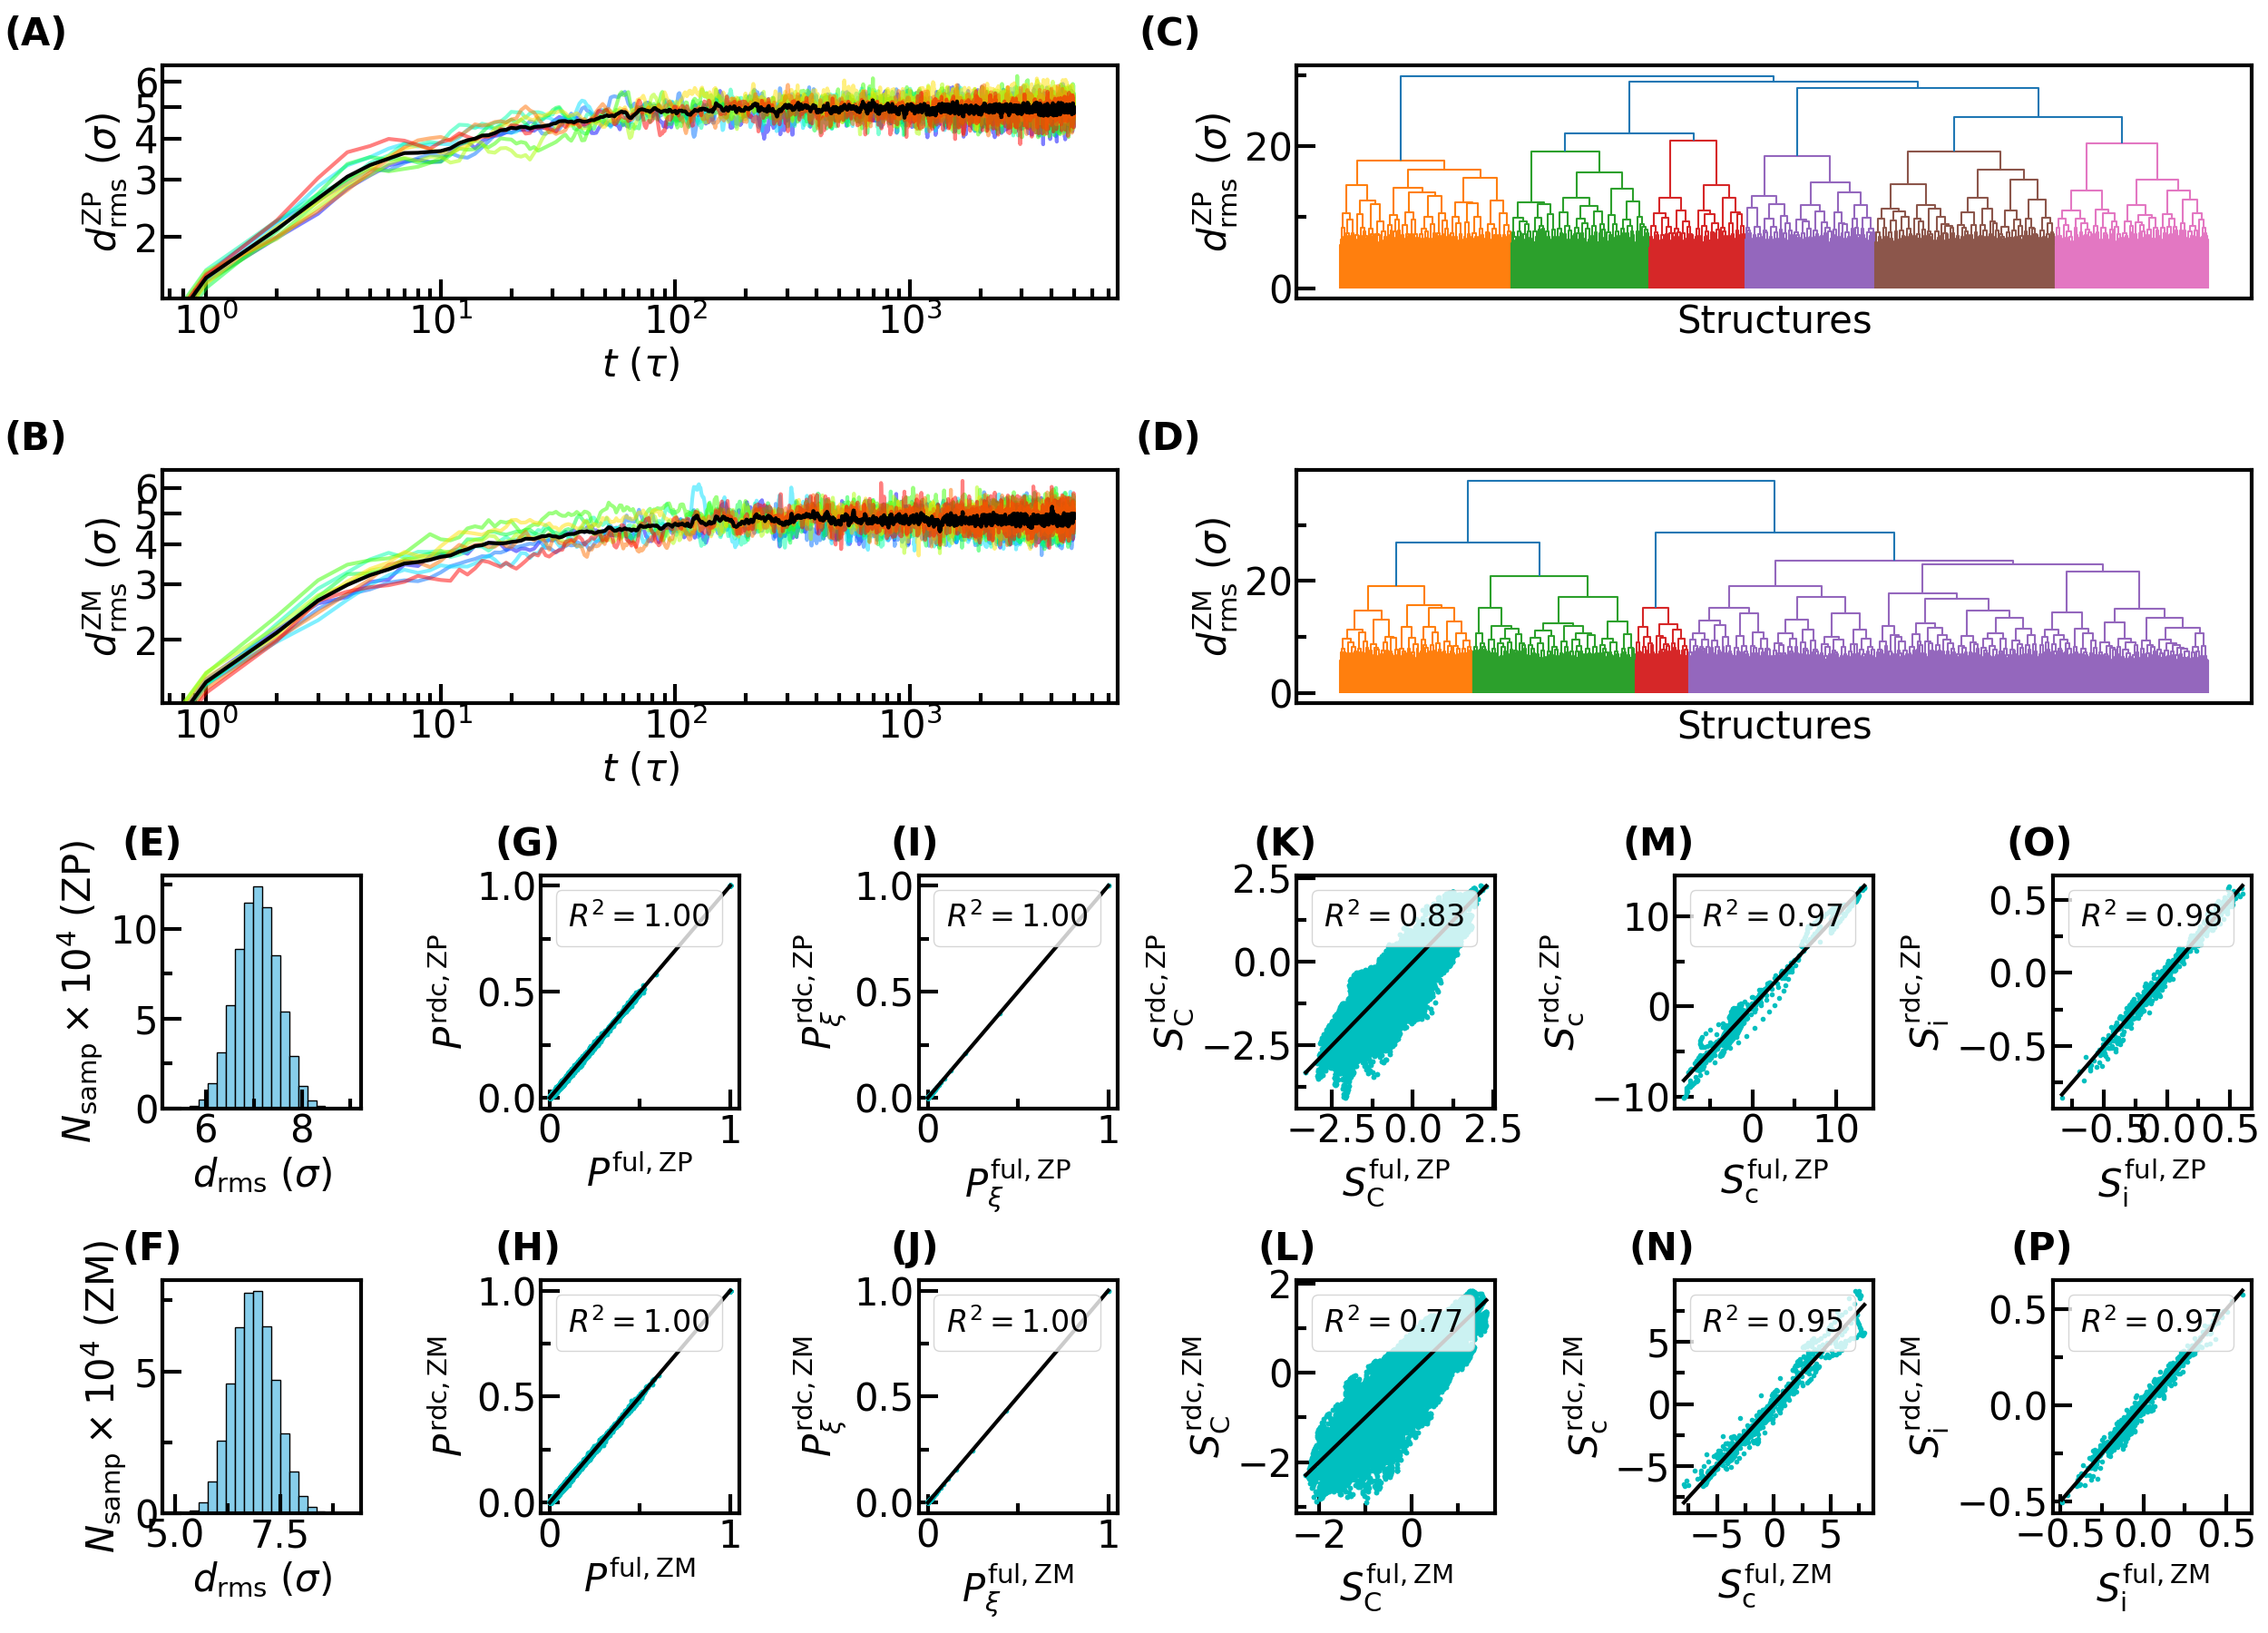 (A)
6
5
4
3
2
d_rms^ZP (σ)
10^0 10^1 10^2 10^3
t (τ)
(C)
20
0
d_rms^ZP (σ)
Structures
(B)
6
5
4
3
2
d_rms^ZM (σ)
10^0 10^1 10^2 10^3
t (τ)
(D)
20
0
d_rms^ZM (σ)
Structures
(E)
N_samp × 10^4 (ZP)
10
5
0
6 8
d_rms (σ)
(G)
P^rdc, ZP
1.0
0.5
0.0
R^2 = 1.00
0 1
P^ful, ZP
(I)
P_ξ^rdc, ZP
1.0
0.5
0.0
R^2 = 1.00
0 1
P_ξ^ful, ZP
(K)
S_C^rdc, ZP
2.5
0.0
−2.5
R^2 = 0.83
−2.5 0.0 2.5
S_C^ful, ZP
(M)
S_c^rdc, ZP
10
0
−10
R^2 = 0.97
0 10
S_c^ful, ZP
(O)
S_i^rdc, ZP
0.5
0.0
−0.5
R^2 = 0.98
−0.5 0.0 0.5
S_i^ful, ZP
(F)
N_samp × 10^4 (ZM)
5
0
5.0 7.5
d_rms (σ)
(H)
P^rdc, ZM
1.0
0.5
0.0
R^2 = 1.00
0 1
P^ful, ZM
(J)
P_ξ^rdc, ZM
1.0
0.5
0.0
R^2 = 1.00
0 1
P_ξ^ful, ZM
(L)
S_C^rdc, ZM
2
0
−2
R^2 = 0.77
−2 0
S_C^ful, ZM
(N)
S_c^rdc, ZM
5
0
−5
R^2 = 0.95
−5 0 5
S_c^ful, ZM
(P)
S_i^rdc, ZM
0.5
0.0
−0.5
R^2 = 0.97
−0.5 0.0 0.5
S_i^ful, ZM